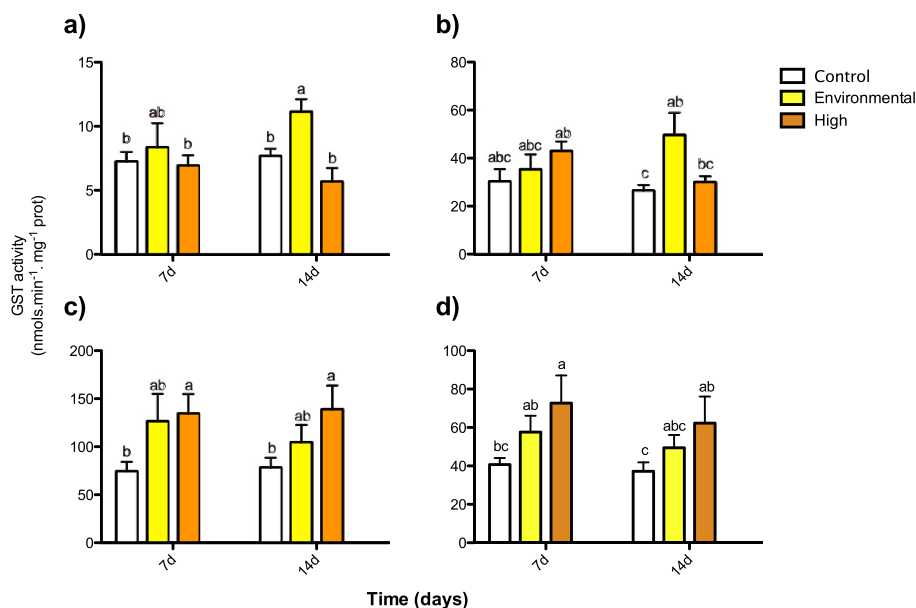 a)
b)
15
10
5
0
b
ab
b
b
a
b
7d
14d
80
60
40
20
0
abc
abc
ab
c
ab
bc
7d
14d
Control
Environmental
High
GST activity
(nmols.min⁻¹. mg⁻¹ prot)
c)
d)
200
150
100
50
0
b
ab
a
b
ab
a
7d
14d
100
80
60
40
20
0
bc
ab
a
c
abc
ab
7d
14d
Time (days)